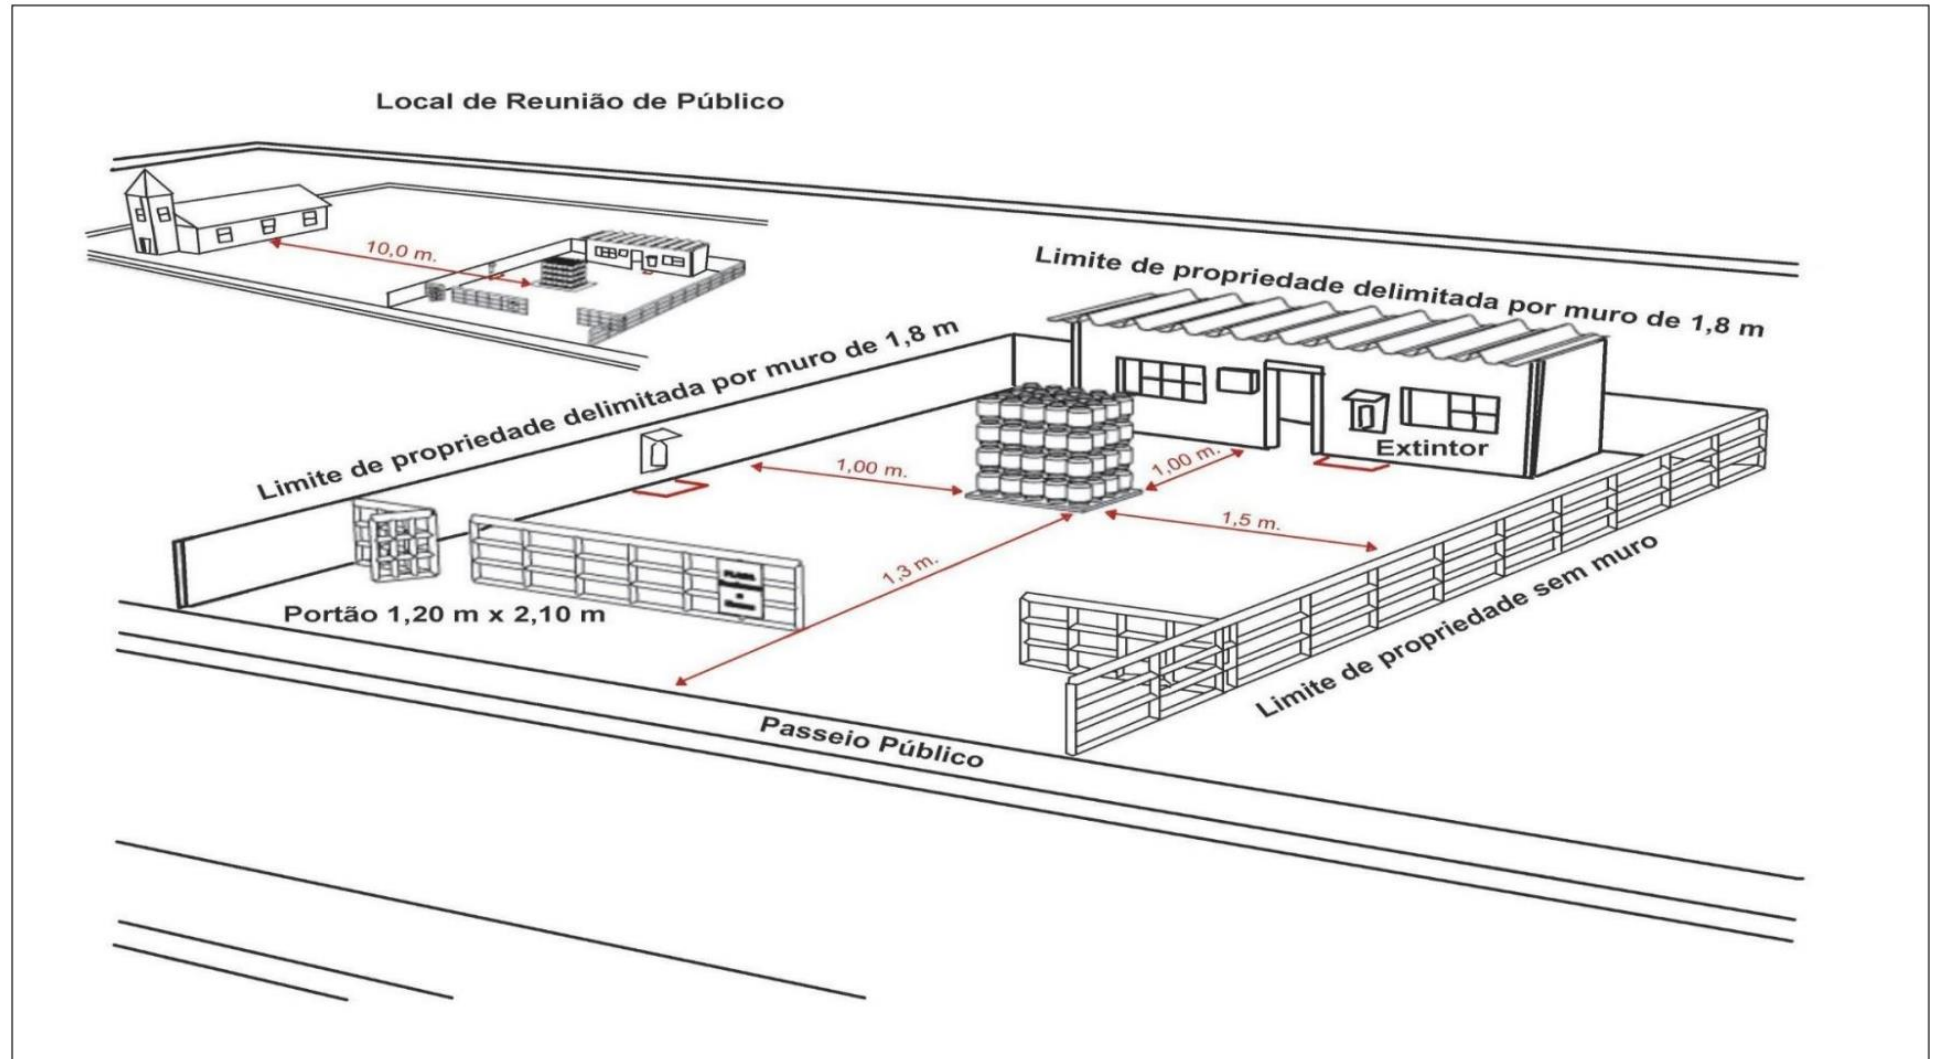 Local de Reunião de Público
10,0 m.
Limite de propriedade delimitada por muro de 1,8 m
Limite de propriedade delimitada por muro de 1,8 m
Extintor
1,00 m.
1,00 m.
1,5 m.
1,3 m.
Portão 1,20 m x 2,10 m
Limite de propriedade sem muro
Passeio Público